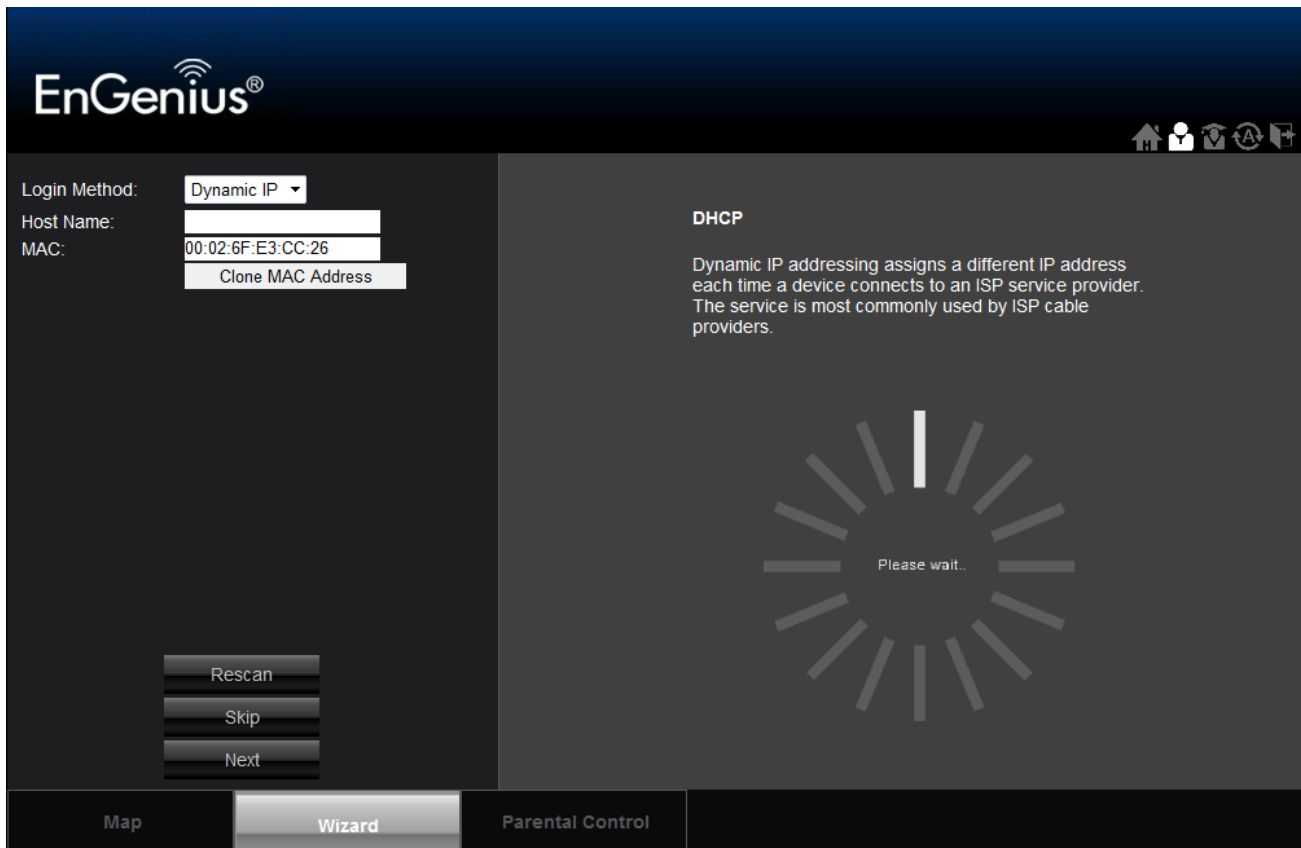 EnGenius®
Login Method: Dynamic IP
Host Name:
MAC: 00:02:6F:E3:CC:26
Clone MAC Address
DHCP
Dynamic IP addressing assigns a different IP address
each time a device connects to an ISP service provider.
The service is most commonly used by ISP cable
providers.
Please wait..
Rescan
Skip
Next
Map Wizard Parental Control